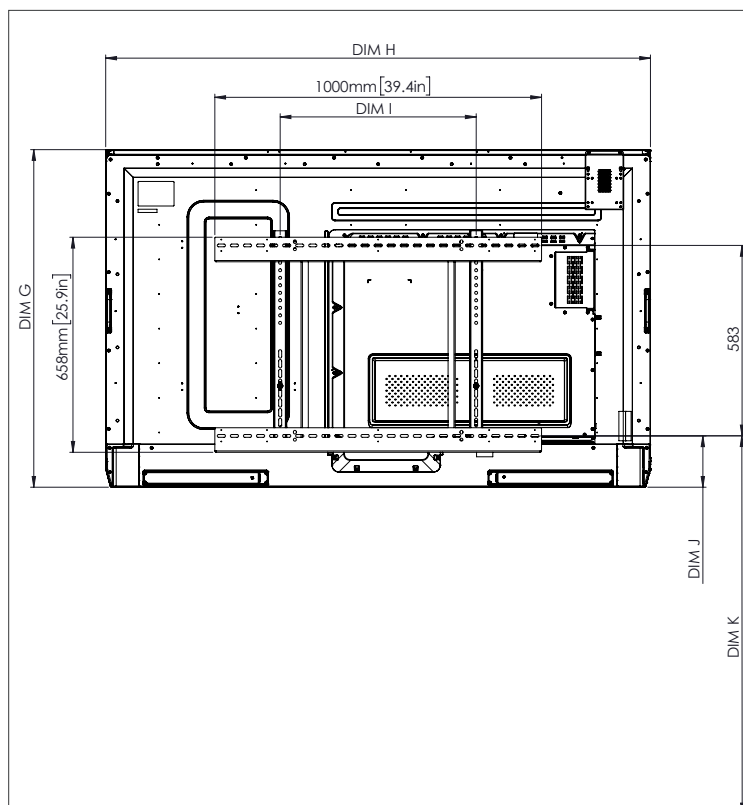 DIM H
1000mm[39.4in]
DIM I
DIM G
658mm[25.9in]
583
DIM J
DIM K